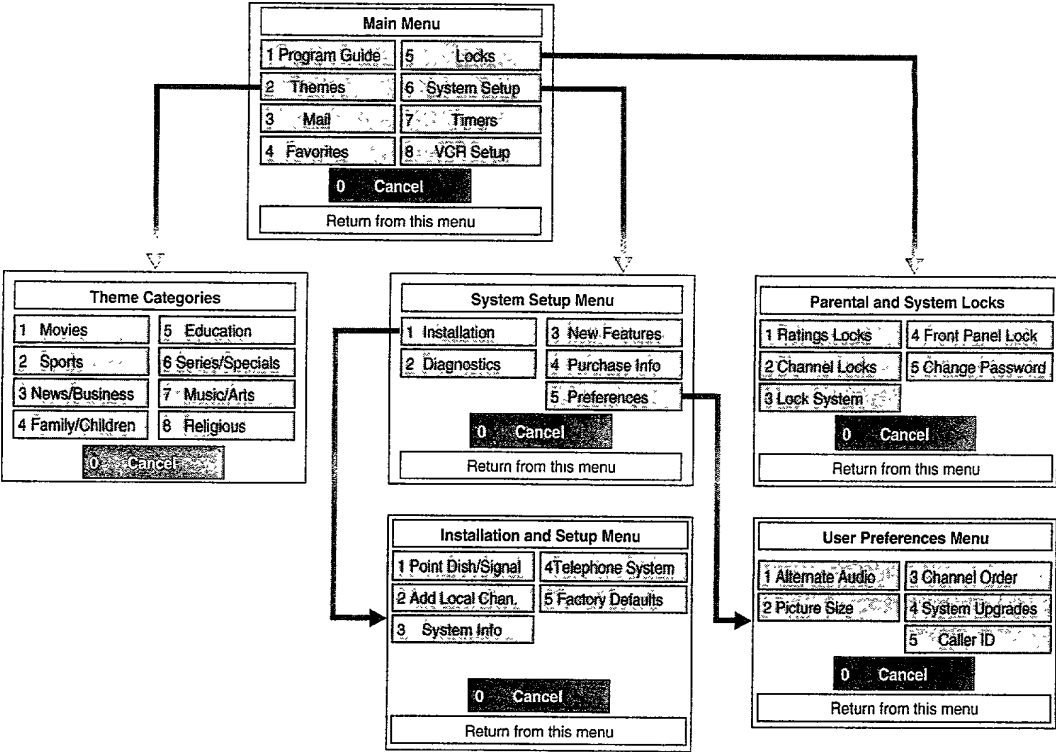 Main Menu
1 Program Guide
5 Locks
2 Themes
6 System Setup
3 Mail
7 Timers
4 Favorites
8 VCR Setup
0 Cancel
Return from this menu
Theme Categories
1 Movies
5 Education
2 Sports
6 Series/Specials
3 News/Business
7 Music/Arts
4 Family/Children
8 Religious
0 Cancel
System Setup Menu
1 Installation
3 New Features
2 Diagnostics
4 Purchase Info
5 Preferences
0 Cancel
Return from this menu
Parental and System Locks
1 Ratings Locks
4 Front Panel Lock
2 Channel Locks
5 Change Password
3 Lock System
0 Cancel
Return from this menu
Installation and Setup Menu
1 Point Dish/Signal
4Telephone System
2 Add Local Chan.
5 Factory Defaults
3 System Info
0 Cancel
Return from this menu
User Preferences Menu
1 Alternate Audio
3 Channel Order
2 Picture Size
4 System Upgrades
5 Caller ID
0 Cancel
Return from this menu